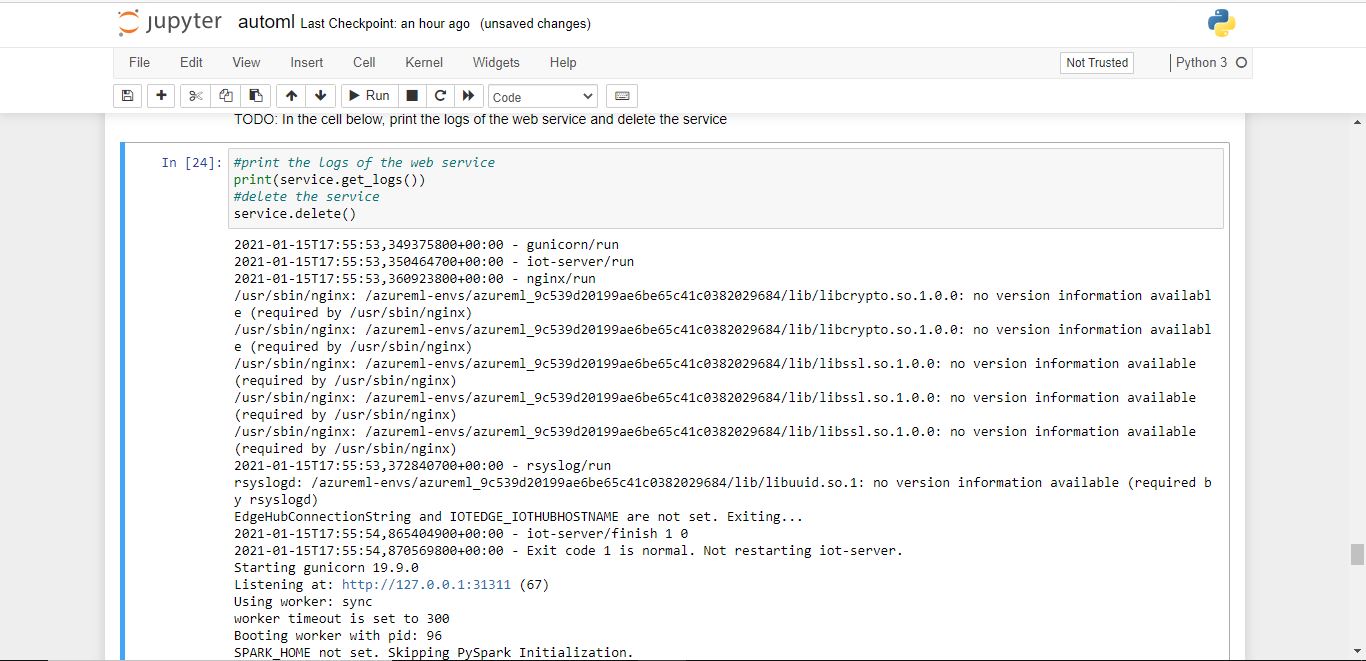 jupyter automl Last Checkpoint: an hour ago (unsaved changes)
File Edit View Insert Cell Kernel Widgets Help Not Trusted Python 3
Run Code
TODO: In the cell below, print the logs of the web service and delete the service
In [24]: #print the logs of the web service
print(service.get_logs())
#delete the service
service.delete()
2021-01-15T17:55:53,349375800+00:00 - gunicorn/run
2021-01-15T17:55:53,350464700+00:00 - iot-server/run
2021-01-15T17:55:53,360923800+00:00 - nginx/run
/usr/sbin/nginx: /azureml-envs/azureml_9c539d20199ae6be65c41c0382029684/lib/libcrypto.so.1.0.0: no version information availabl
e (required by /usr/sbin/nginx)
/usr/sbin/nginx: /azureml-envs/azureml_9c539d20199ae6be65c41c0382029684/lib/libcrypto.so.1.0.0: no version information availabl
e (required by /usr/sbin/nginx)
/usr/sbin/nginx: /azureml-envs/azureml_9c539d20199ae6be65c41c0382029684/lib/libssl.so.1.0.0: no version information available
(required by /usr/sbin/nginx)
/usr/sbin/nginx: /azureml-envs/azureml_9c539d20199ae6be65c41c0382029684/lib/libssl.so.1.0.0: no version information available
(required by /usr/sbin/nginx)
/usr/sbin/nginx: /azureml-envs/azureml_9c539d20199ae6be65c41c0382029684/lib/libssl.so.1.0.0: no version information available
(required by /usr/sbin/nginx)
2021-01-15T17:55:53,372840700+00:00 - rsyslog/run
rsyslogd: /azureml-envs/azureml_9c539d20199ae6be65c41c0382029684/lib/libuuid.so.1: no version information available (required b
y rsyslogd)
EdgeHubConnectionString and IOTEDGE_IOTHUBHOSTNAME are not set. Exiting...
2021-01-15T17:55:54,865404900+00:00 - iot-server/finish 1 0
2021-01-15T17:55:54,870569800+00:00 - Exit code 1 is normal. Not restarting iot-server.
Starting gunicorn 19.9.0
Listening at: http://127.0.0.1:31311 (67)
Using worker: sync
worker timeout is set to 300
Booting worker with pid: 96
SPARK_HOME not set. Skipping PySpark Initialization.